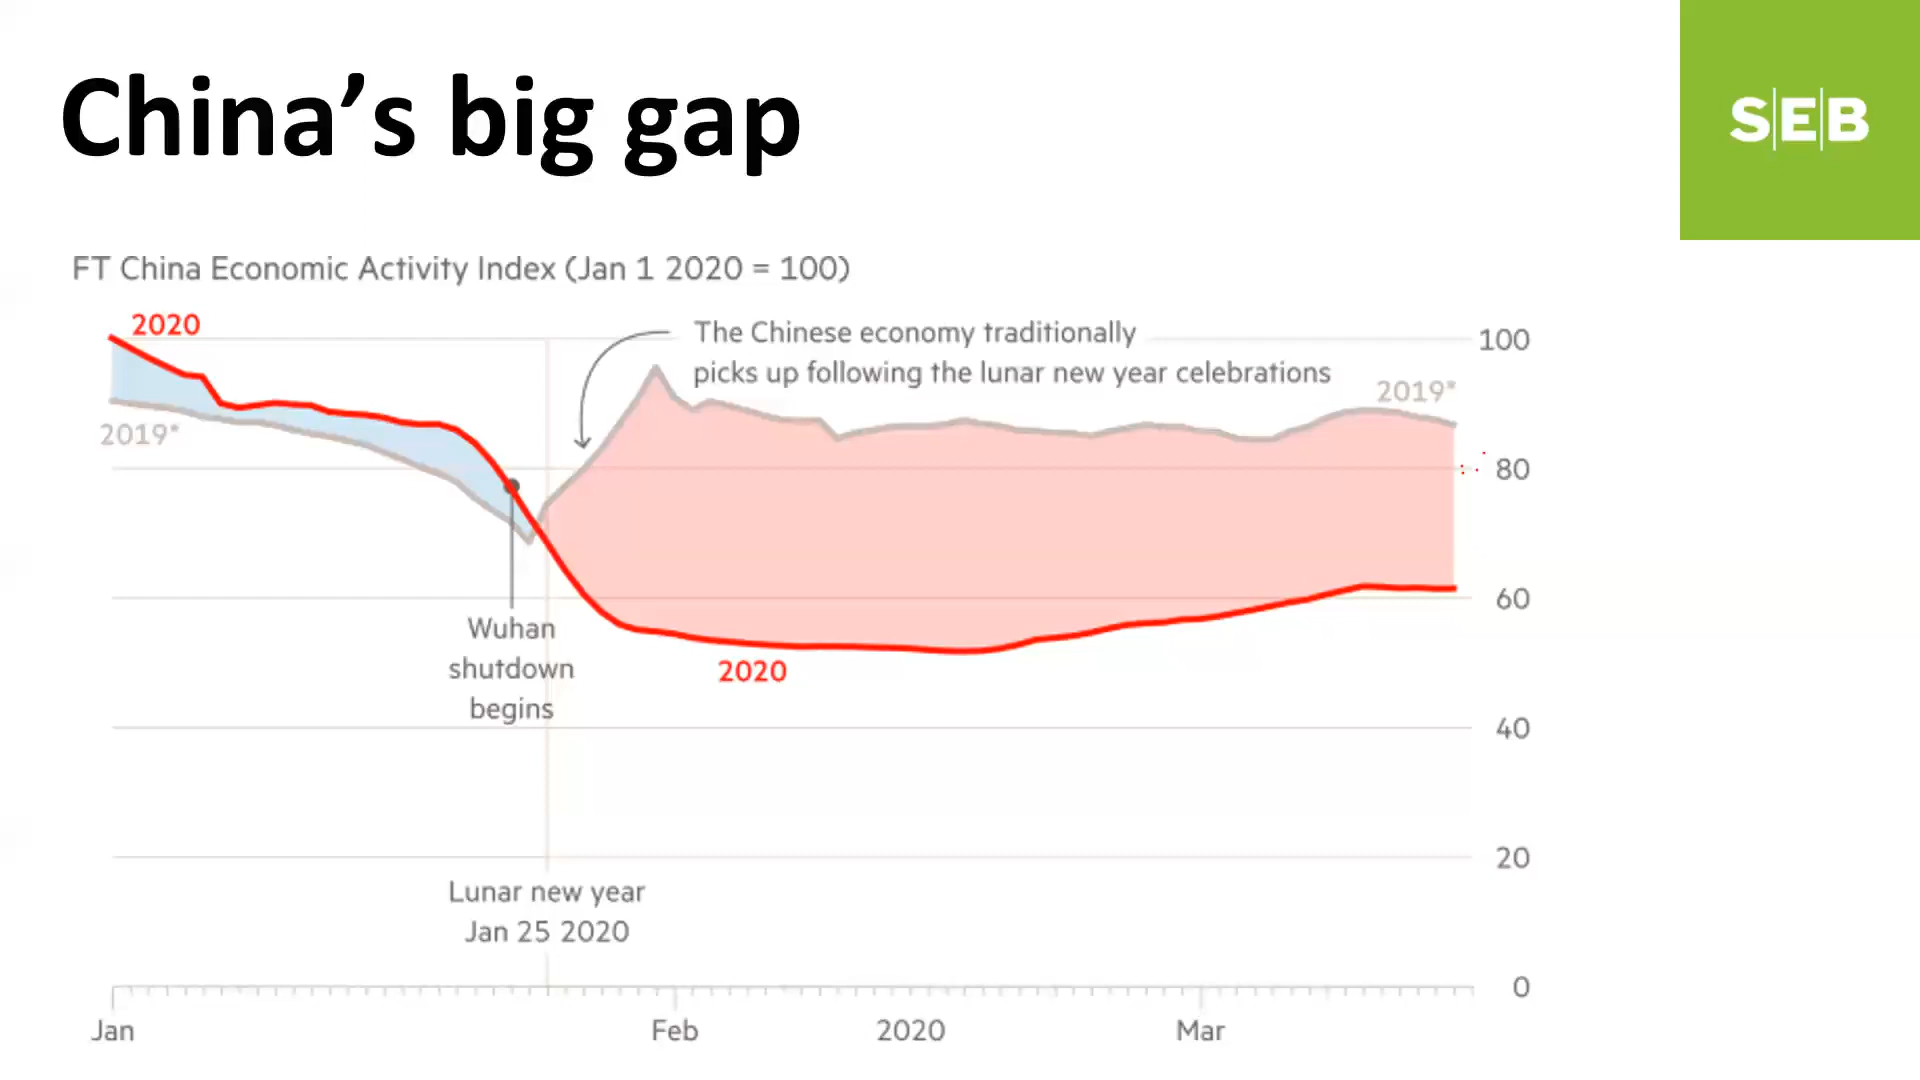 China’s big gap
S|E|B
FT China Economic Activity Index (Jan 1 2020 = 100)
2020
The Chinese economy traditionally
picks up following the lunar new year celebrations
100
2019*
2019*
80
Wuhan
shutdown
begins
60
2020
40
20
Lunar new year
Jan 25 2020
0
Jan Feb 2020 Mar